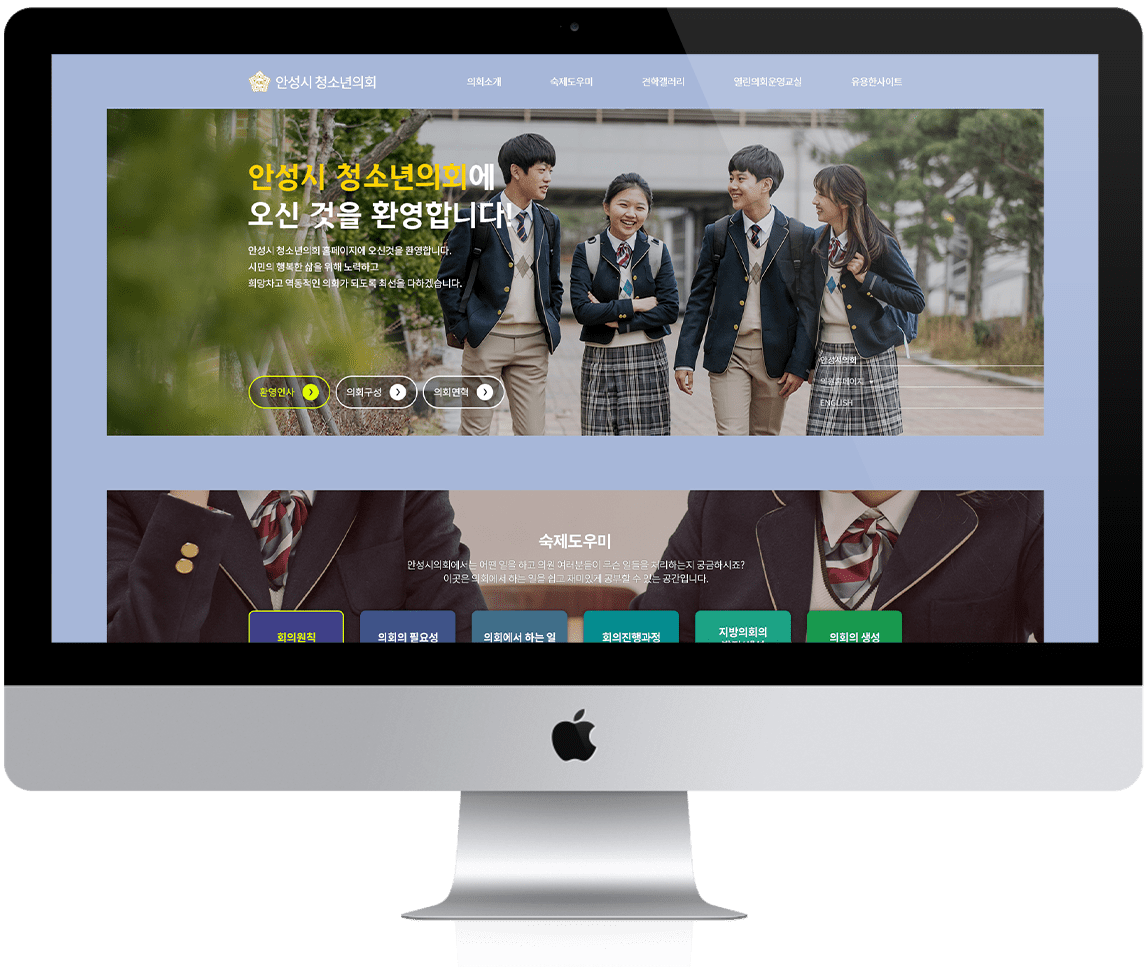 안성시 청소년의회
의회소개
숙제도우미
견학갤러리
열린의회운영교실
유용한사이트
안성시 청소년의회에
오신 것을 환영합니다!
안성시 청소년의회 홈페이지에 오신것을 환영합니다.
시민의 행복한 삶을 위해 노력하고
희망차고 역동적인 의회가 되도록 최선을 다하겠습니다.
환영인사
의회구성
의회연혁
안성시의회
의원홈페이지
ENGLISH
숙제도우미
안성시의회에서는 어떤 일을 하고 의원 여러분들이 무슨 일들을 처리하는지 궁금하시죠?
이곳은 의회에서 하는 일을 쉽고 재미있게 공부할 수 있는 공간입니다.
회의원칙
의회의 필요성
의회에서 하는 일
회의진행과정
지방의회의
의회의 생성